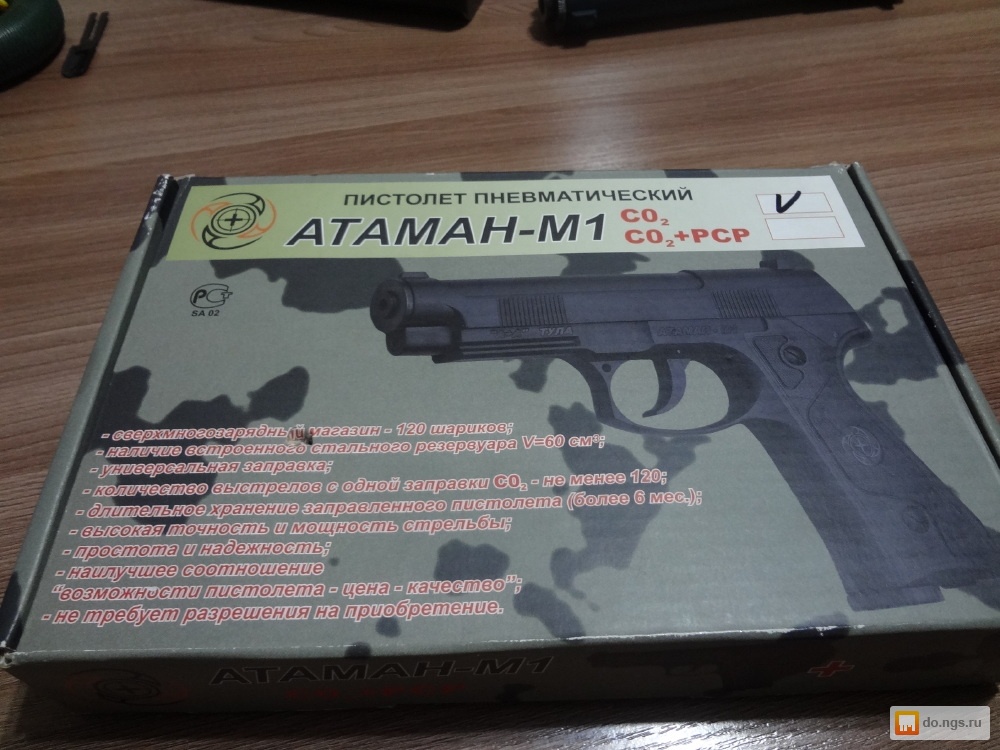 ПИСТОЛЕТ ПНЕВМАТИЧЕСКИЙ
АТАМАН-М1 CO₂
CO₂+PCP
V
РСТ
SA 02
ТУЛА
- сверхмногозарядный магазин - 120 шариков;
- наличие встроенного стального резервуара V=60 см³;
- универсальная заправка;
- количество выстрелов с одной заправки CO₂ - не менее 120;
- длительное хранение заправленного пистолета (более 6 мес.);
- высокая точность и мощность стрельбы;
- простота и надежность;
- наилучшее соотношение
“возможности пистолета - цена - качество”;
- не требует разрешения на приобретение.
АТАМАН-М1
do.ngs.ru